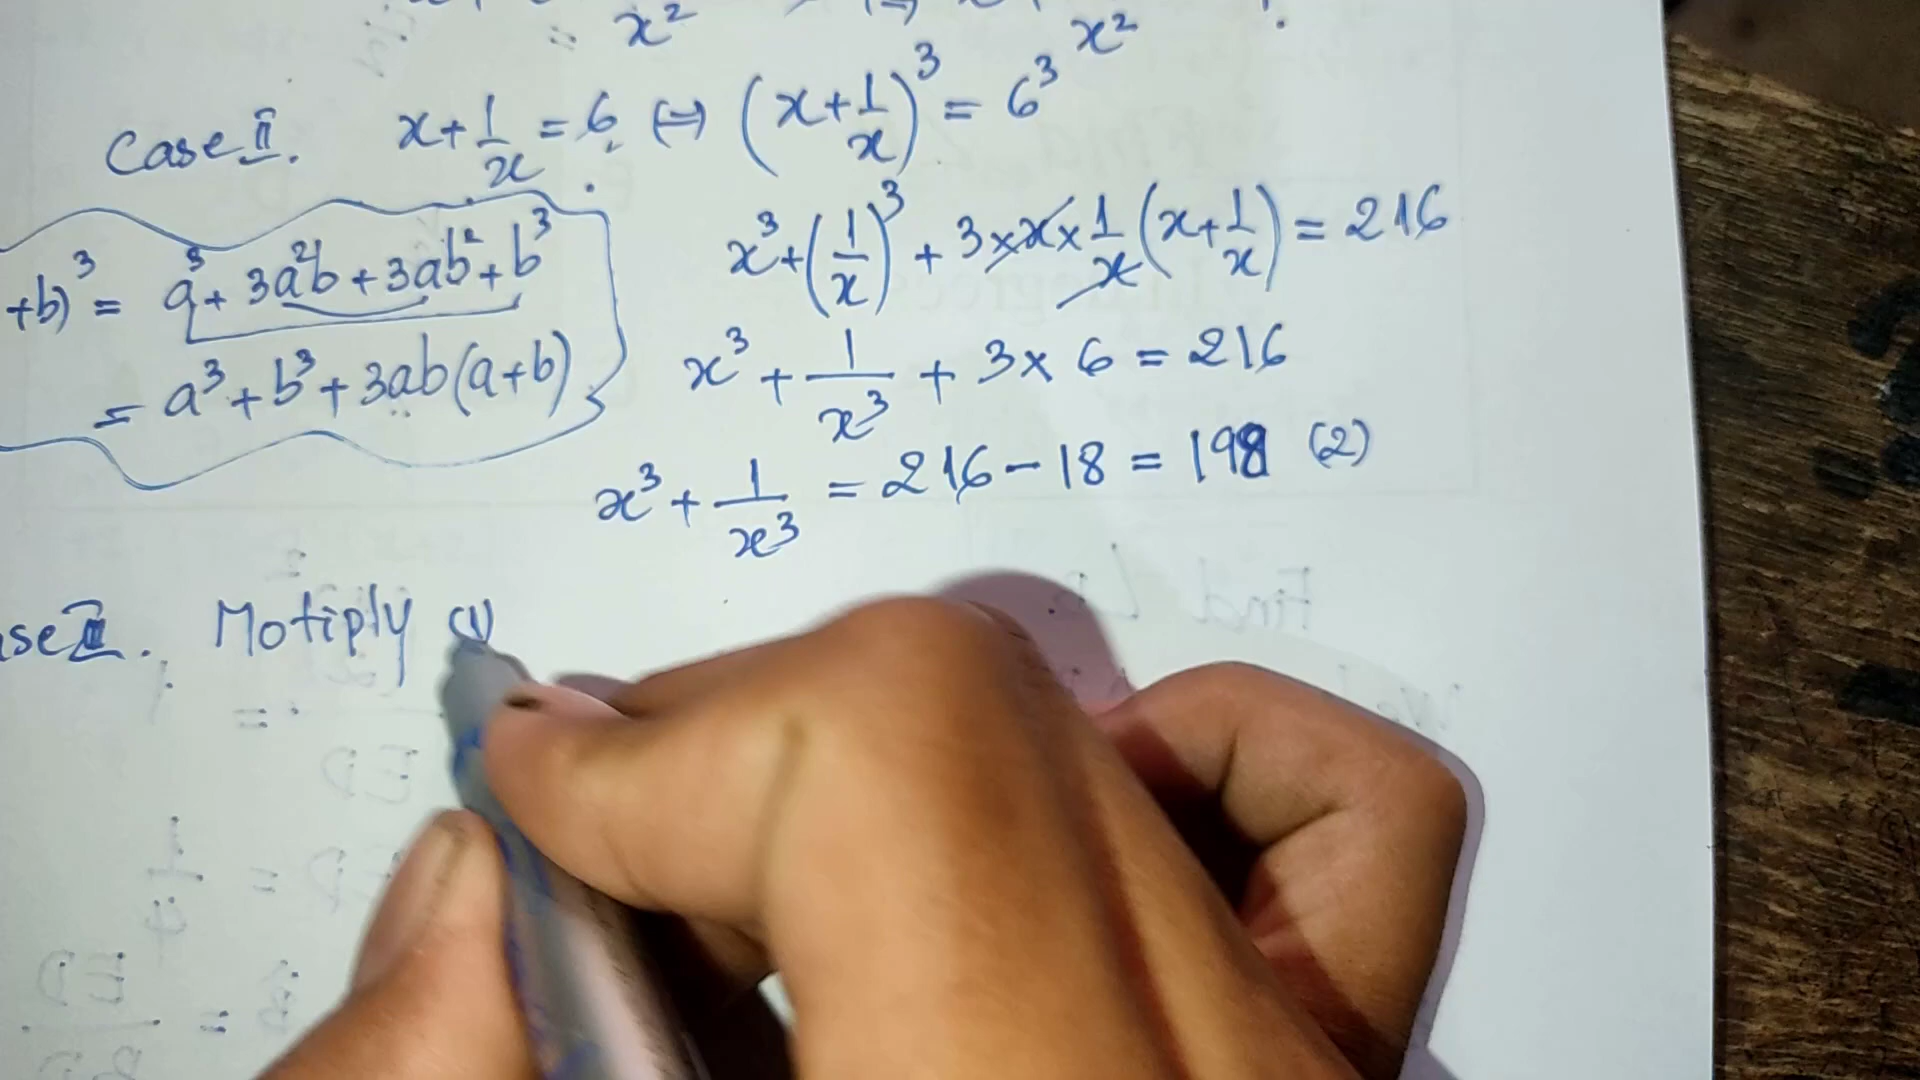 = x² x²
Case II. x+1/x = 6 (=) (x+1/x)³ = 6³
+b)³ = a³+3a²b+3ab²+b³
= a³+b³+3ab(a+b)
x³+(1/x)³+3×x×1/x(x+1/x) = 216
x³+1/x³+3×6 = 216
x³+1/x³ = 216-18 = 198 (2)
seIII. Motiply (1)